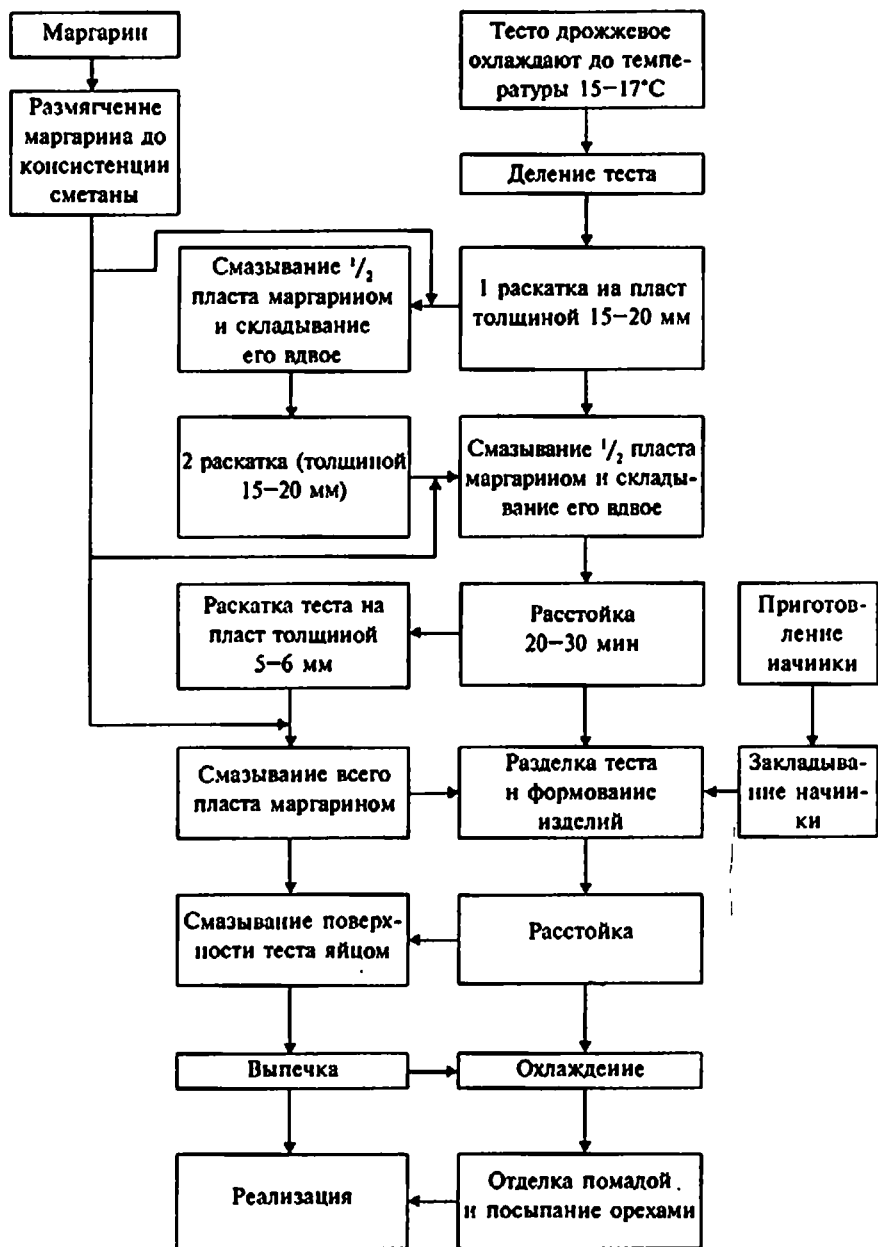 Маргарин
Тесто дрожжевое
охлаждают до темпе-
ратуры 15–17°С
Размягчение
маргарина до
консистенции
сметаны
Деление теста
Смазывание 1/2
пласта маргарином
и складывание
его вдвое
1 раскатка на пласт
толщиной 15–20 мм
2 раскатка (толщиной
15–20 мм)
Смазывание 1/2 пласта
маргарином и склады-
вание его вдвое
Раскатка теста на
пласт толщиной
5–6 мм
Расстойка
20–30 мин
Приготов-
ление
начинки
Смазывание всего
пласта маргарином
Разделка теста
и формование
изделий
Закладыва-
ние начин-
ки
Смазывание поверх-
ности теста яйцом
Расстойка
Выпечка
Охлаждение
Реализация
Отделка помадой
и посыпание орехами